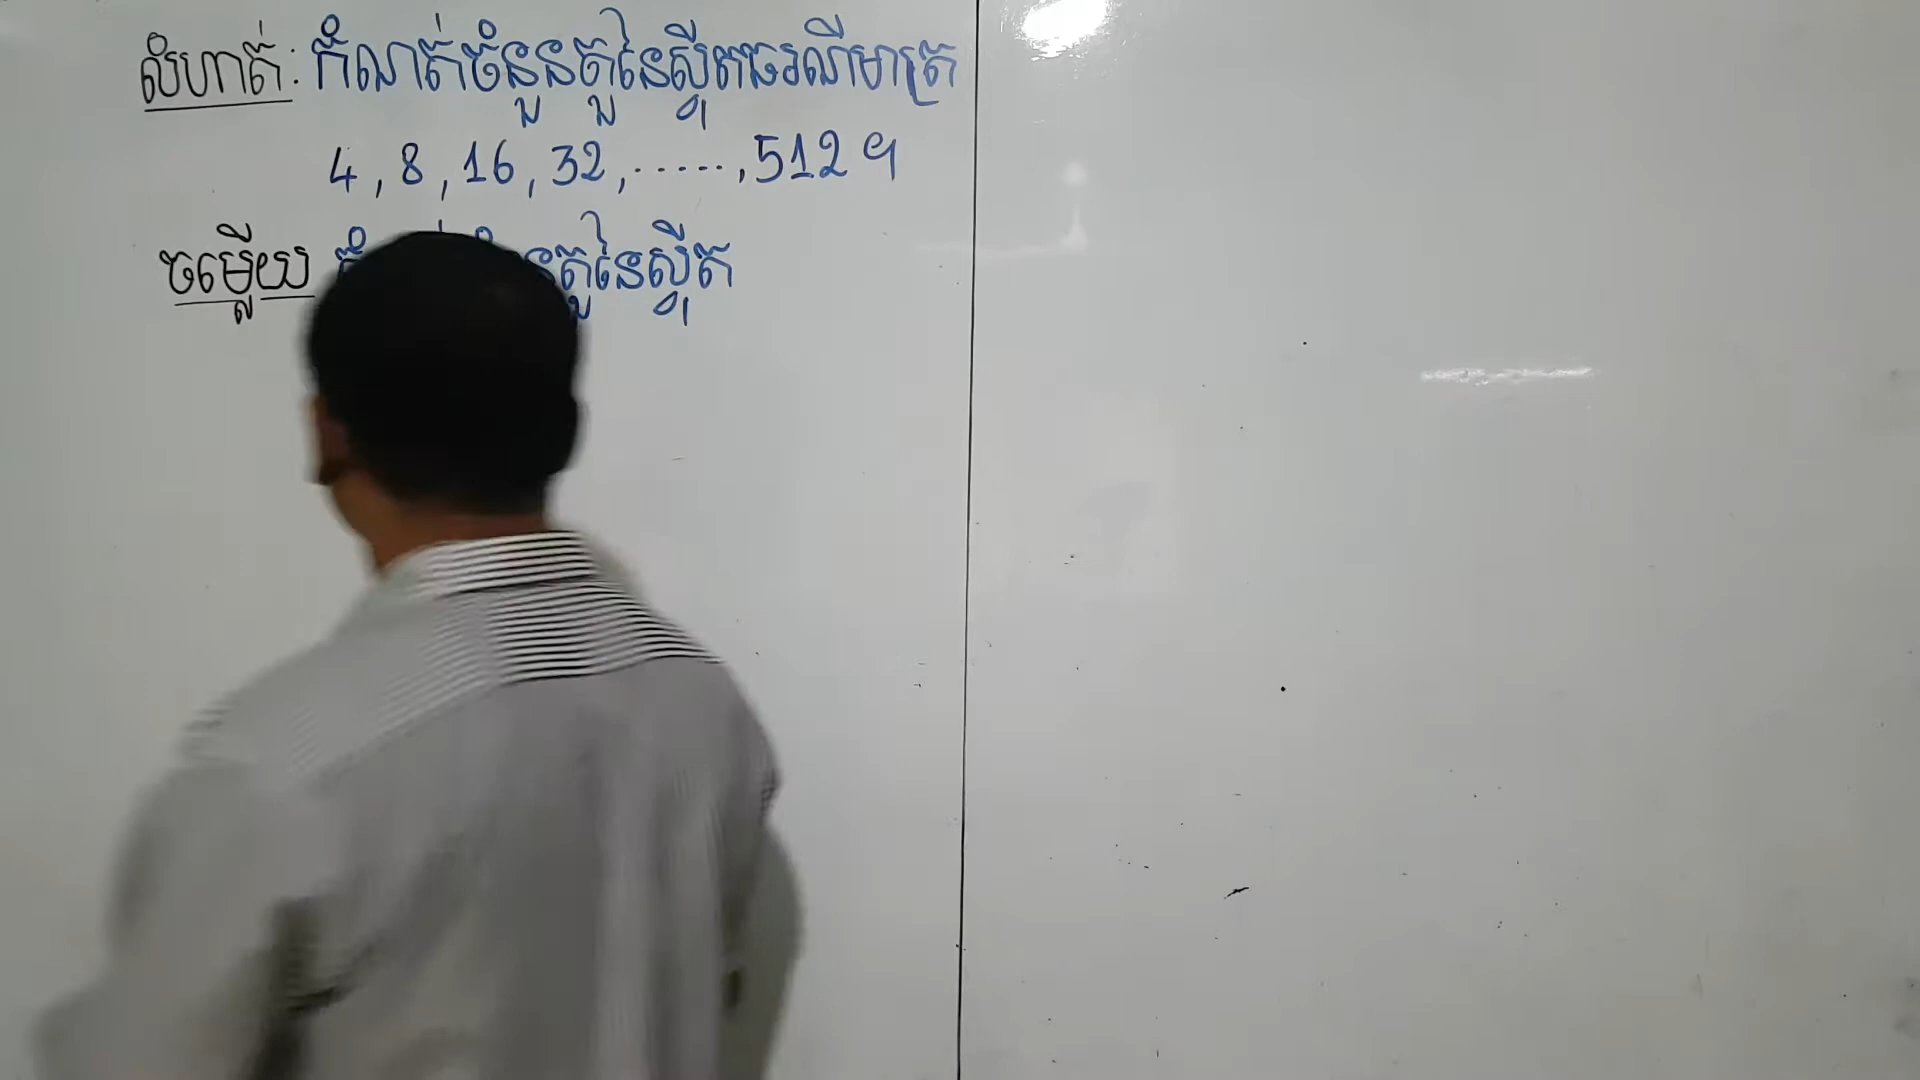 លំហាត់: កំណត់ចំនួនតួនៃស្វ៊ីតធរណីមាត្រ
4, 8, 16, 32, ......, 512 ។
ចម្លើយ តួនៃស្វ៊ីត